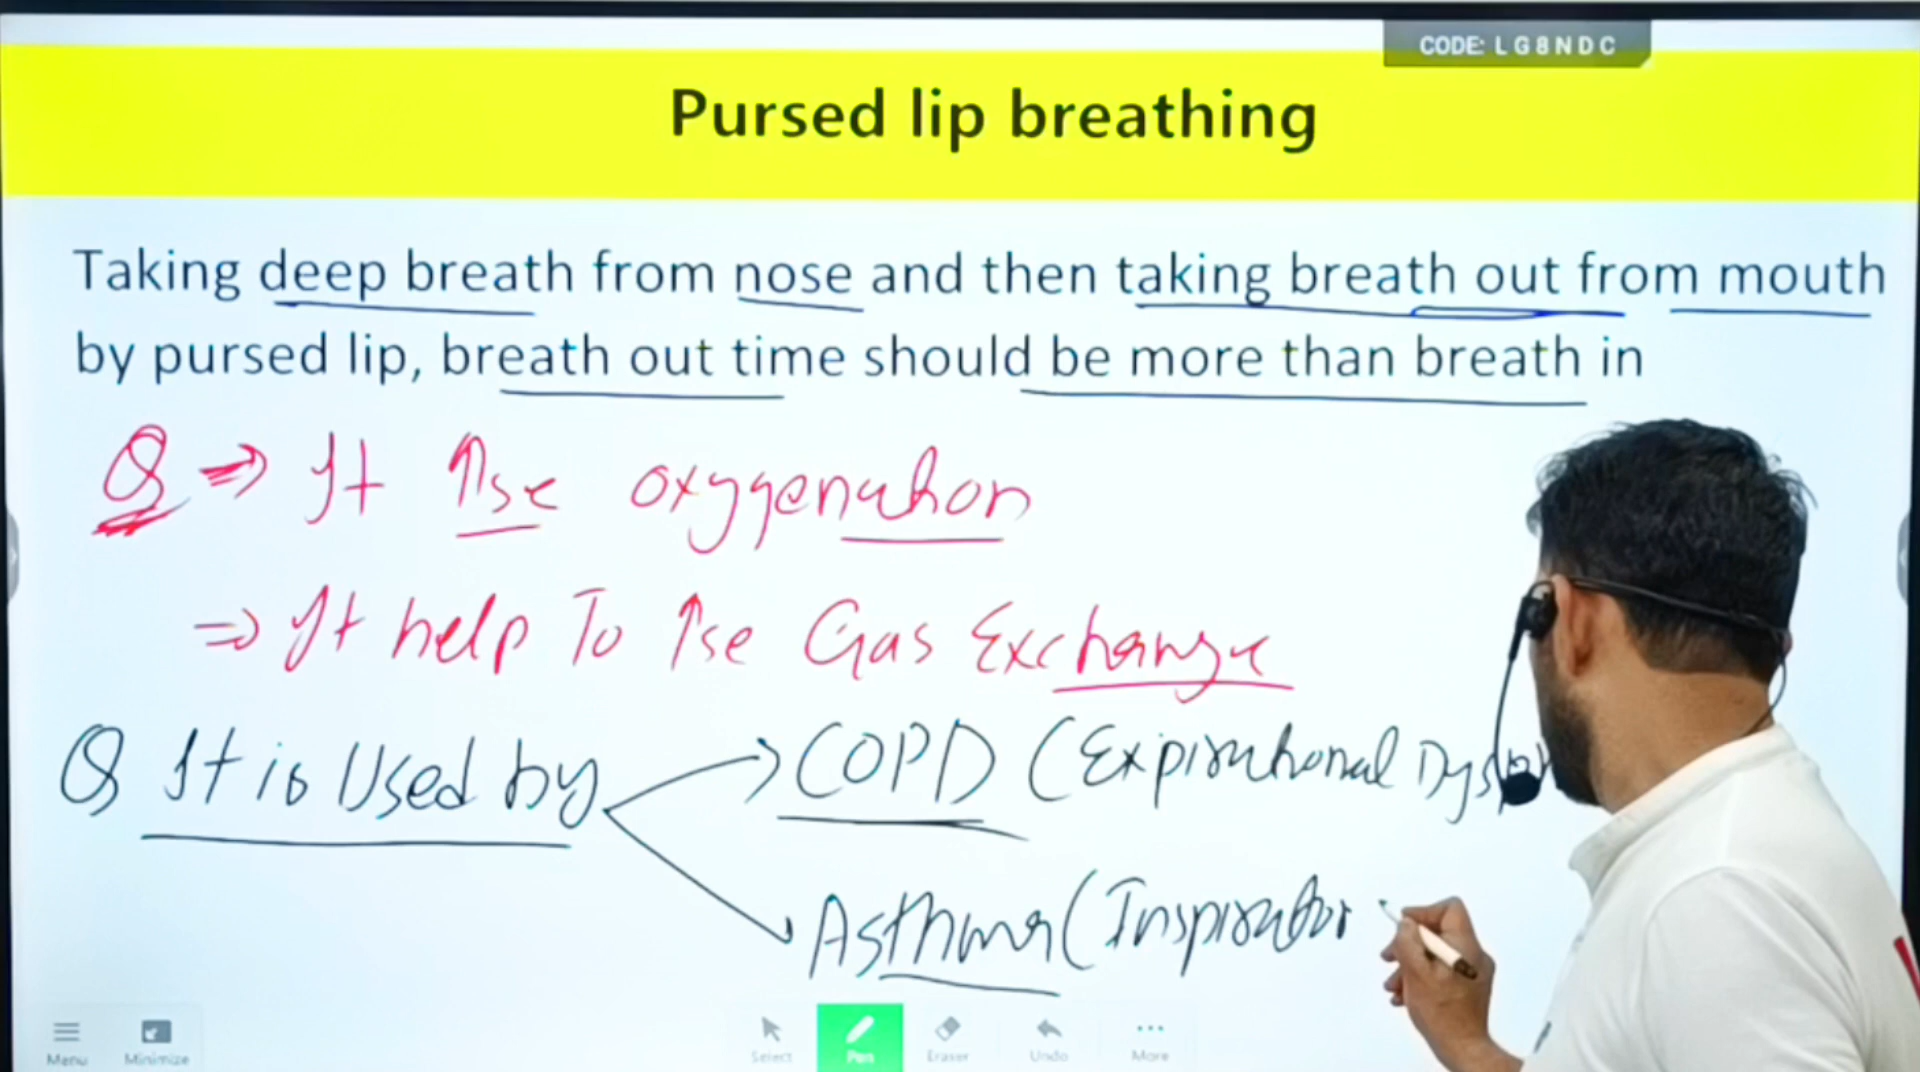 CODE: LG8NDC
Pursed lip breathing
Taking deep breath from nose and then taking breath out from mouth
by pursed lip, breath out time should be more than breath in
Q ⇒ It ↑se oxygenation
⇒ It help To ↑se Gas Exchange
Q It is Used by → COPD (Expirational
Asthma (Inspirator
Menu Minimize Select Pen Eraser Undo More